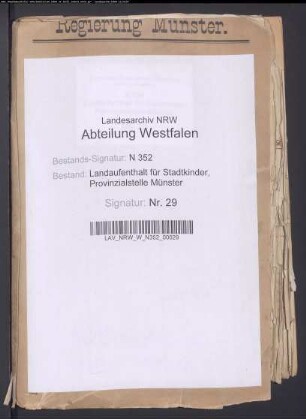 Regierung Münster.
Landesarchiv NRW
Abteilung Westfalen
Bestands-Signatur: N 352
Bestand: Landaufenthalt für Stadtkinder,
Provinzialstelle Münster
Signatur: Nr. 29
LAV_NRW_W_N352_00029